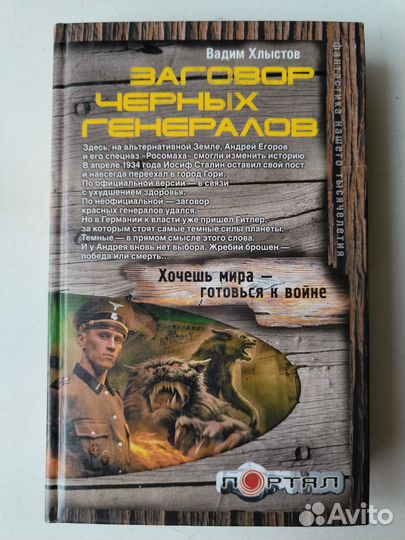 Вадим Хлыстов
ЗАГОВОР
ЧЕРНЫХ
ГЕНЕРАЛОВ
фантастика нашего тысячелетия
Здесь, на альтернативной Земле, Андрей Егоров
и его спецназ «Росомаха» смогли изменить историю.
В апреле 1934 года Иосиф Сталин оставил свой пост
и навсегда переехал в город Гори.
По официальной версии — в связи
с ухудшением здоровья.
По неофициальной — заговор
красных генералов удался.
Но в Германии к власти уже пришел Гитлер,
за которым стоят самые темные силы планеты.
Темные — в прямом смысле этого слова.
И у Андрея вновь нет выбора. Жребий брошен —
победа или смерть...
Хочешь мира —
готовься к войне
ПОРТАЛ
Avito